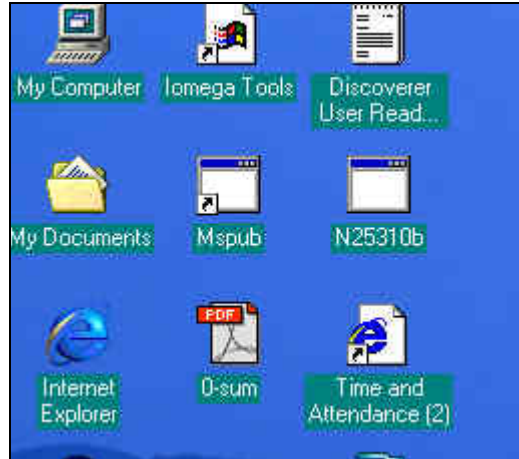 My Computer
Iomega Tools
Discoverer
User Read...
My Documents
Mspub
N25310b
Internet
Explorer
PDF
0-sum
Time and
Attendance (2)